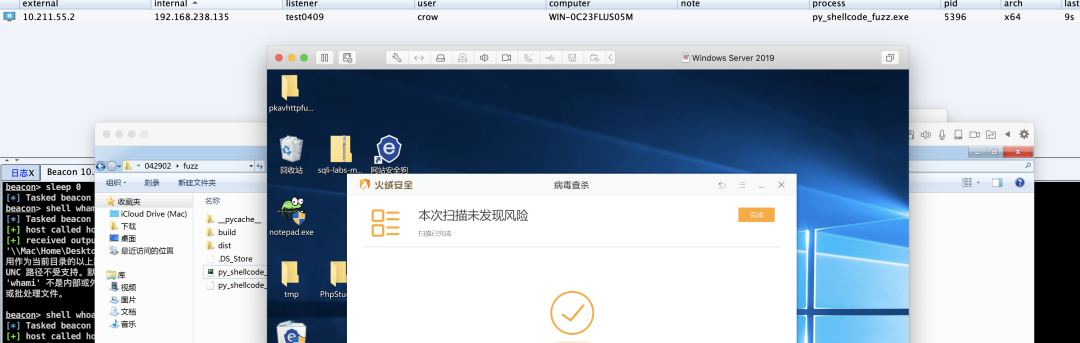 external internal listener user computer note process pid arch last
10.211.55.2 192.168.238.135 test0409 crow WIN-0C23FLUS05M py_shellcode_fuzz.exe 5396 x64 9s
Windows Server 2019
pkavhttpfu...
回收站 sqli-labs-m... 网站安全狗
notepad.exe
tmp PhpStud
火绒安全 病毒查杀
本次扫描未发现风险
扫描已完成
完成
042902 fuzz
组织 刻录 新建文件夹
收藏夹
iCloud Drive (Mac)
下载
桌面
最近访问的位置
库
视频
图片
文档
音乐
名称
__pycache__
build
dist
.DS_Store
py_shellcode_
py_shellcode_
日志X Beacon 10.
beacon> sleep 0
[*] Tasked beacon
beacon> shell wham
[*] Tasked beacon
[+] host called ho
[+] received outpu
'\\Mac\Home\Deskto
用作为当前目录的以上
UNC 路径不受支持。默
'whami' 不是内部或外
或批处理文件。
beacon> shell whoa
[*] Tasked beacon
[+] host called ho